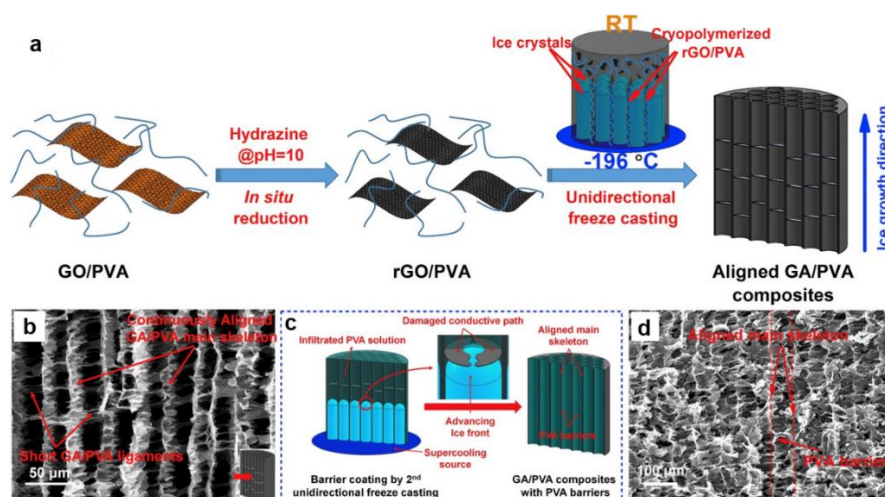 a
RT
Ice crystals
Cryopolymerized
rGO/PVA
Hydrazine
@pH=10
In situ
reduction
-196 °C
Unidirectional
freeze casting
Ice growth direction
GO/PVA
rGO/PVA
Aligned GA/PVA
composites
b
Continuously Aligned
GA/PVA main skeleton
Short GA/PVA ligaments
50 μm
c
Damaged conductive path
Infiltrated PVA solution
Aligned main
skeleton
Advancing
Ice front
PVA barriers
Supercooling
source
Barrier coating by 2nd
unidirectional freeze casting
GA/PVA composites
with PVA barriers
d
Aligned main skeleton
PVA barrier
100 μm